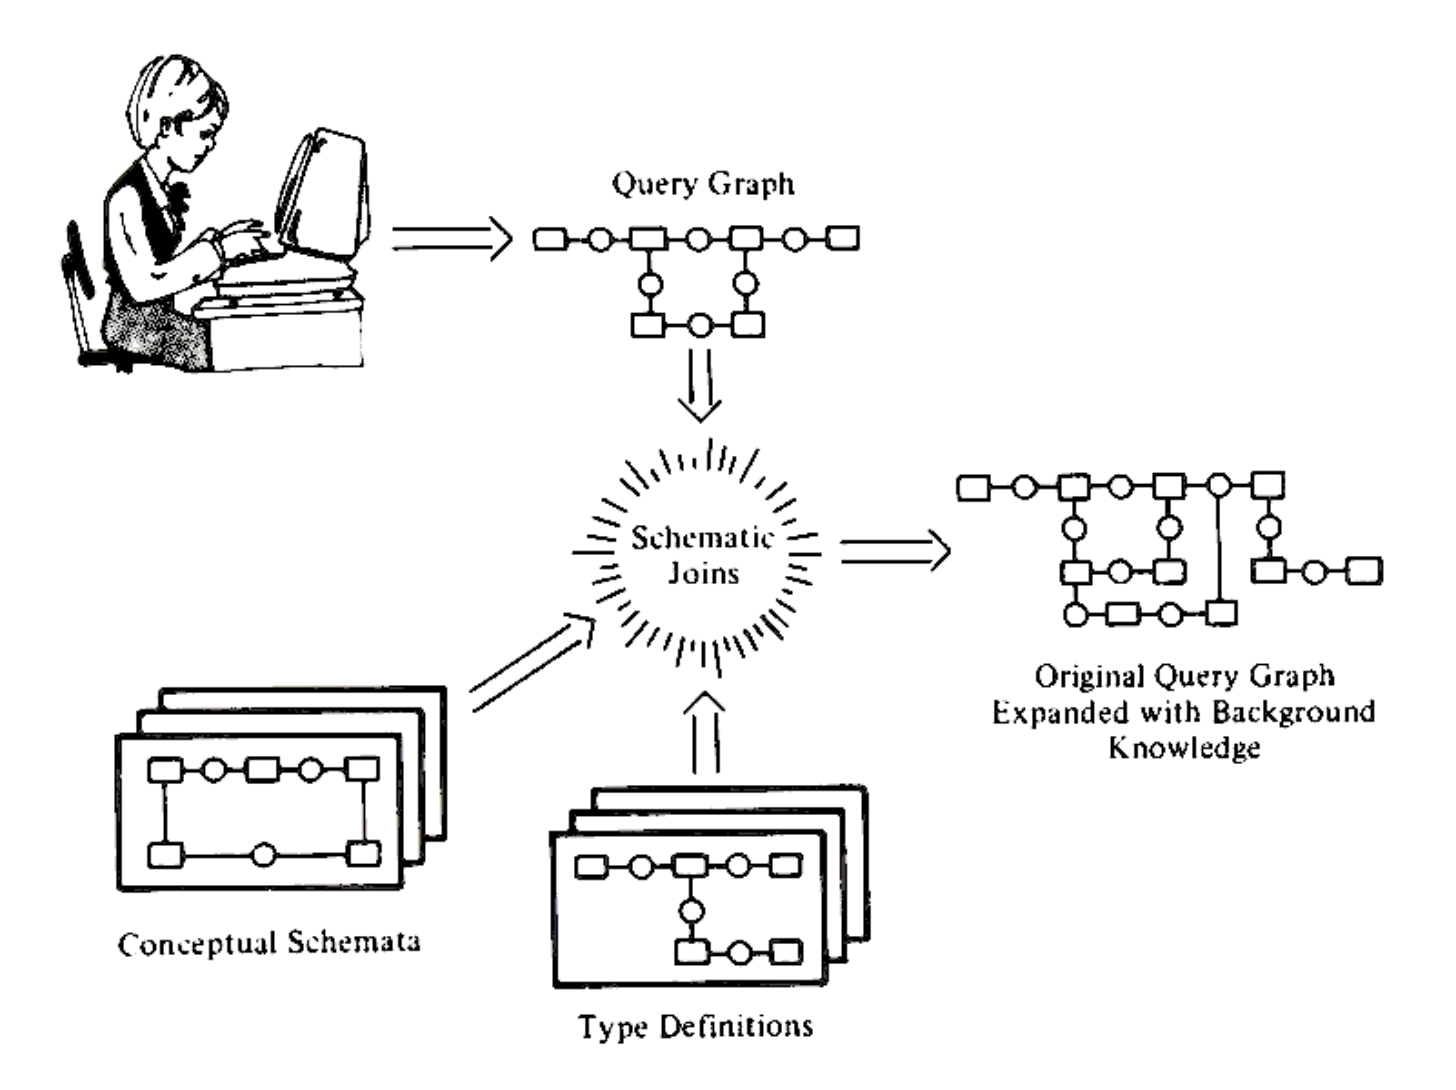 Query Graph
Schematic
Joins
Original Query Graph
Expanded with Background
Knowledge
Conceptual Schemata
Type Definitions